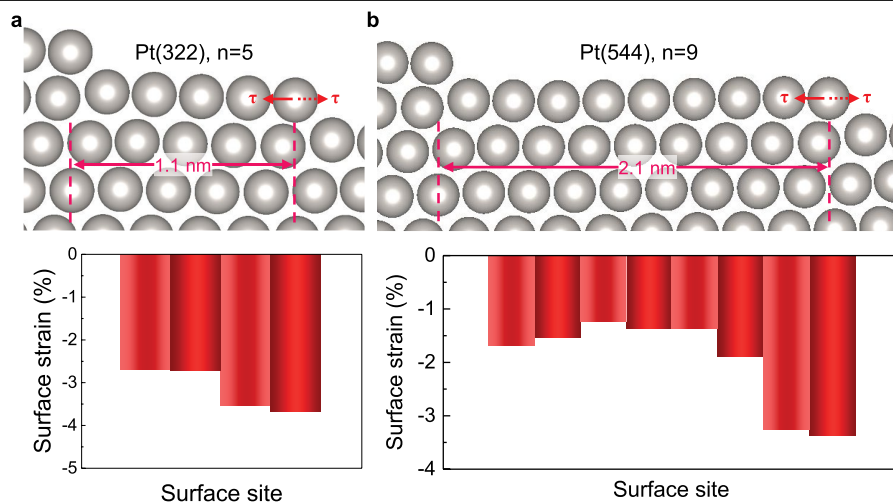 a
Pt(322), n=5
τ
τ
1.1 nm
0
-1
-2
-3
-4
-5
Surface strain (%)
Surface site
b
Pt(544), n=9
τ
τ
2.1 nm
0
-1
-2
-3
-4
Surface strain (%)
Surface site